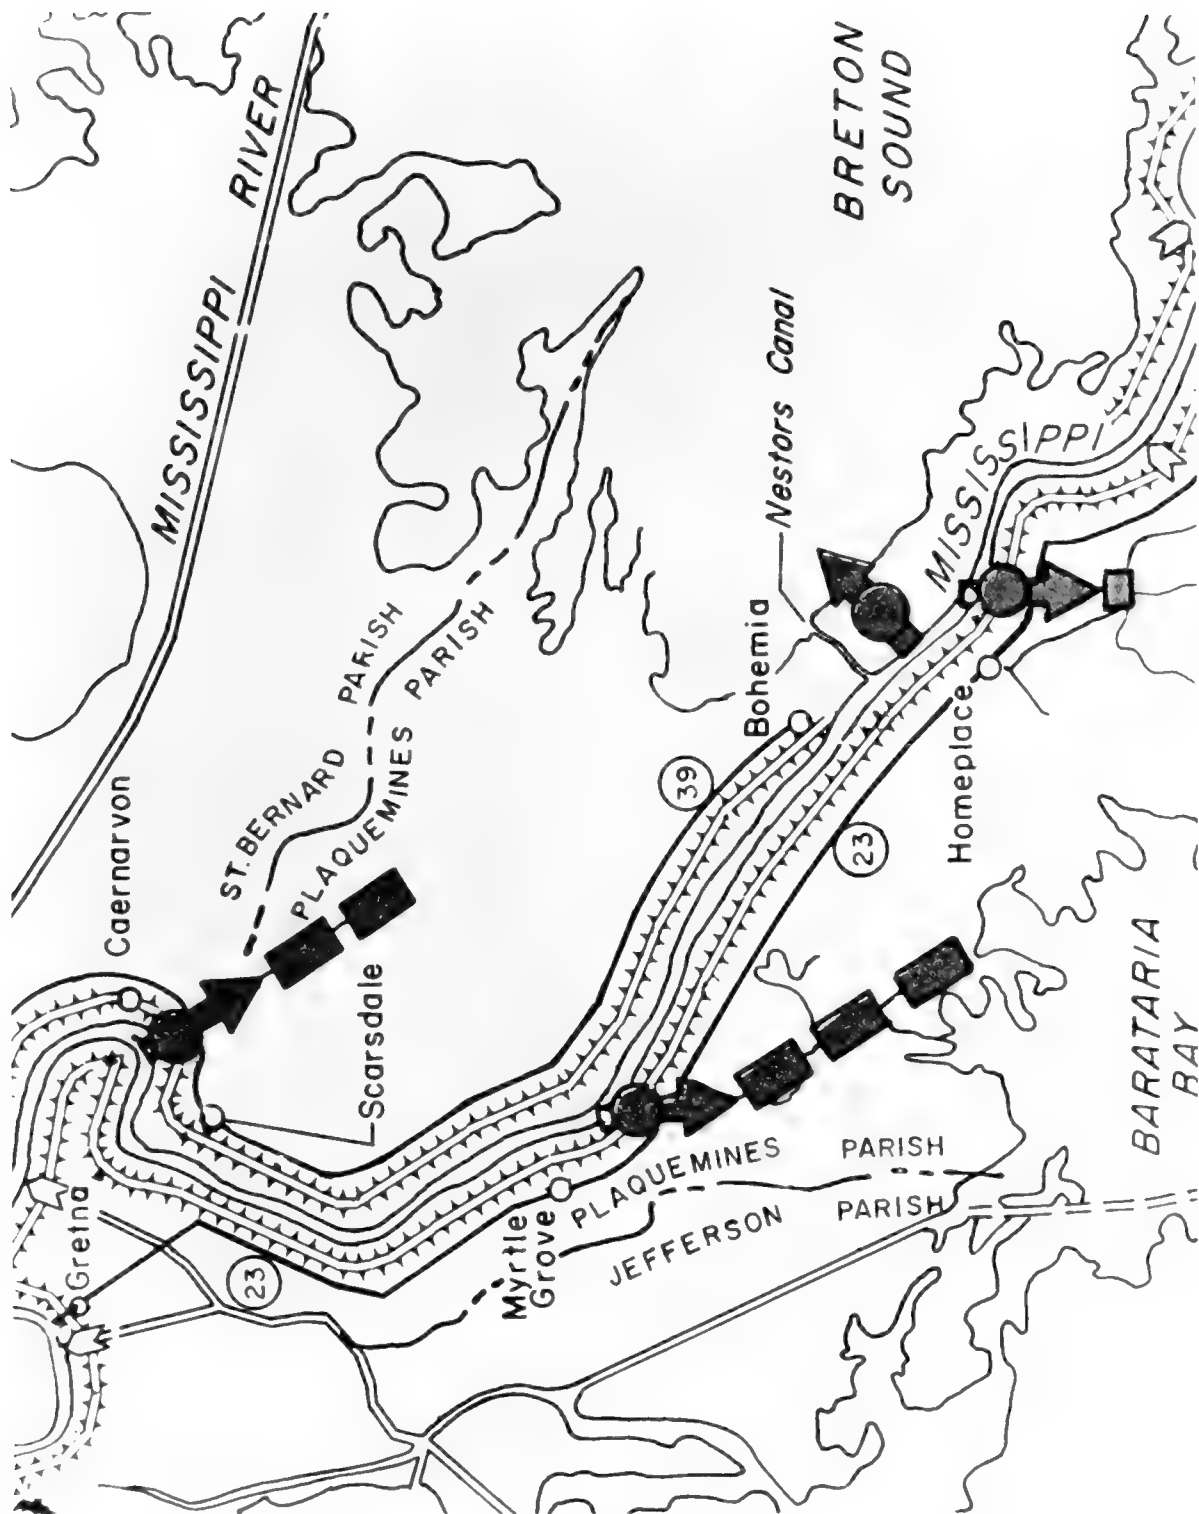 MISSISSIPPI
RIVER
BRETON
SOUND
Nestors Canal
MISSISSIPPI
Bohemia
ST. BERNARD
PARISH
PLAQUEMINES
PARISH
Caernarvon
Scarsdale
39
23
Homeplace
Gretna
23
Myrtle
Grove
PLAQUEMINES
PARISH
JEFFERSON
PARISH
BARATARIA
BAY